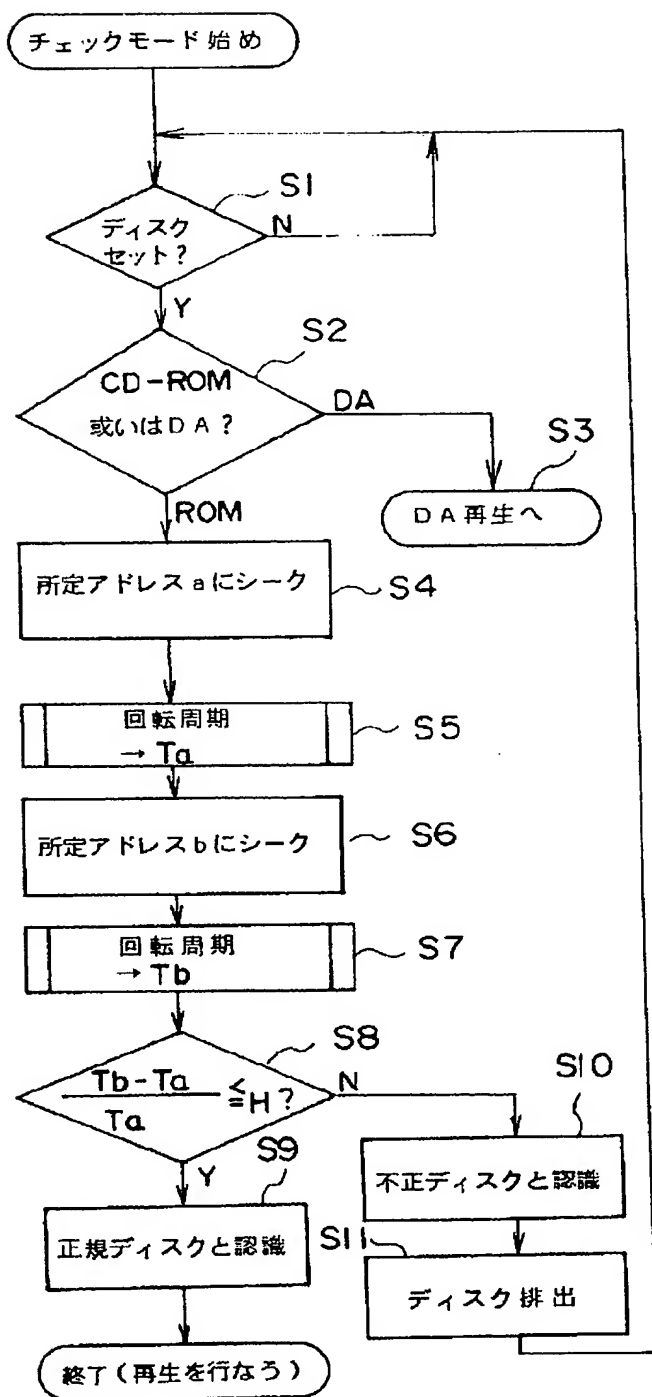 チェックモード始め
S1
ディスク
セット？
N
Y
S2
CD-ROM
或いはDA？
DA
S3
DA再生へ
ROM
所定アドレスaにシーク
S4
回転周期
→ Ta
S5
所定アドレスbにシーク
S6
回転周期
→ Tb
S7
S8
Tb-Ta
Ta
≦H？
N
Y
S10
不正ディスクと認識
S9
正規ディスクと認識
S11
ディスク排出
終了（再生を行なう）